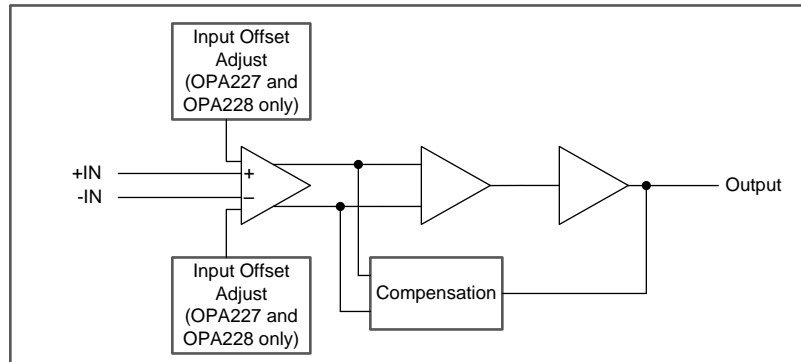 Input Offset
Adjust
(OPA227 and
OPA228 only)
+IN
-IN
+
−
Output
Input Offset
Adjust
(OPA227 and
OPA228 only)
Compensation